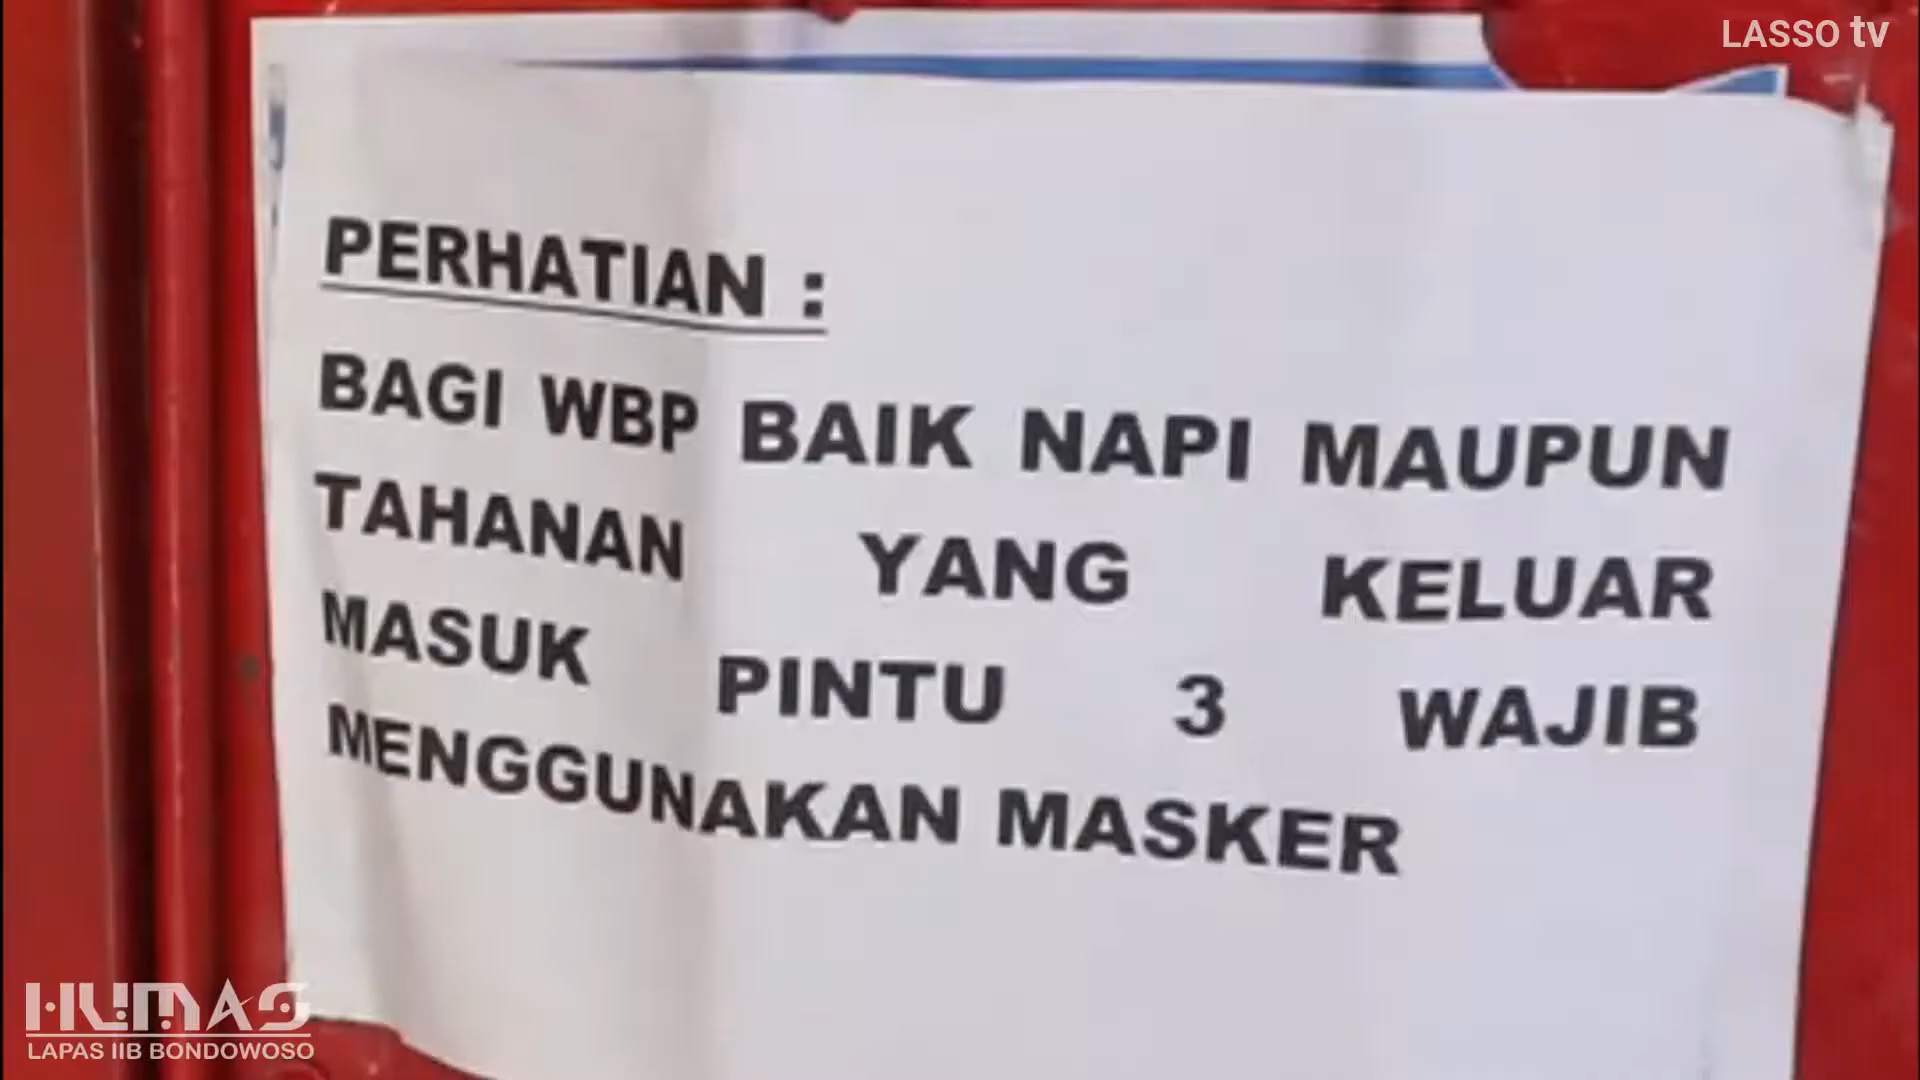 LASSO tv
PERHATIAN :
BAGI WBP BAIK NAPI MAUPUN
TAHANAN YANG KELUAR
MASUK PINTU 3 WAJIB
MENGGUNAKAN MASKER
HUMAS
LAPAS IIB BONDOWOSO